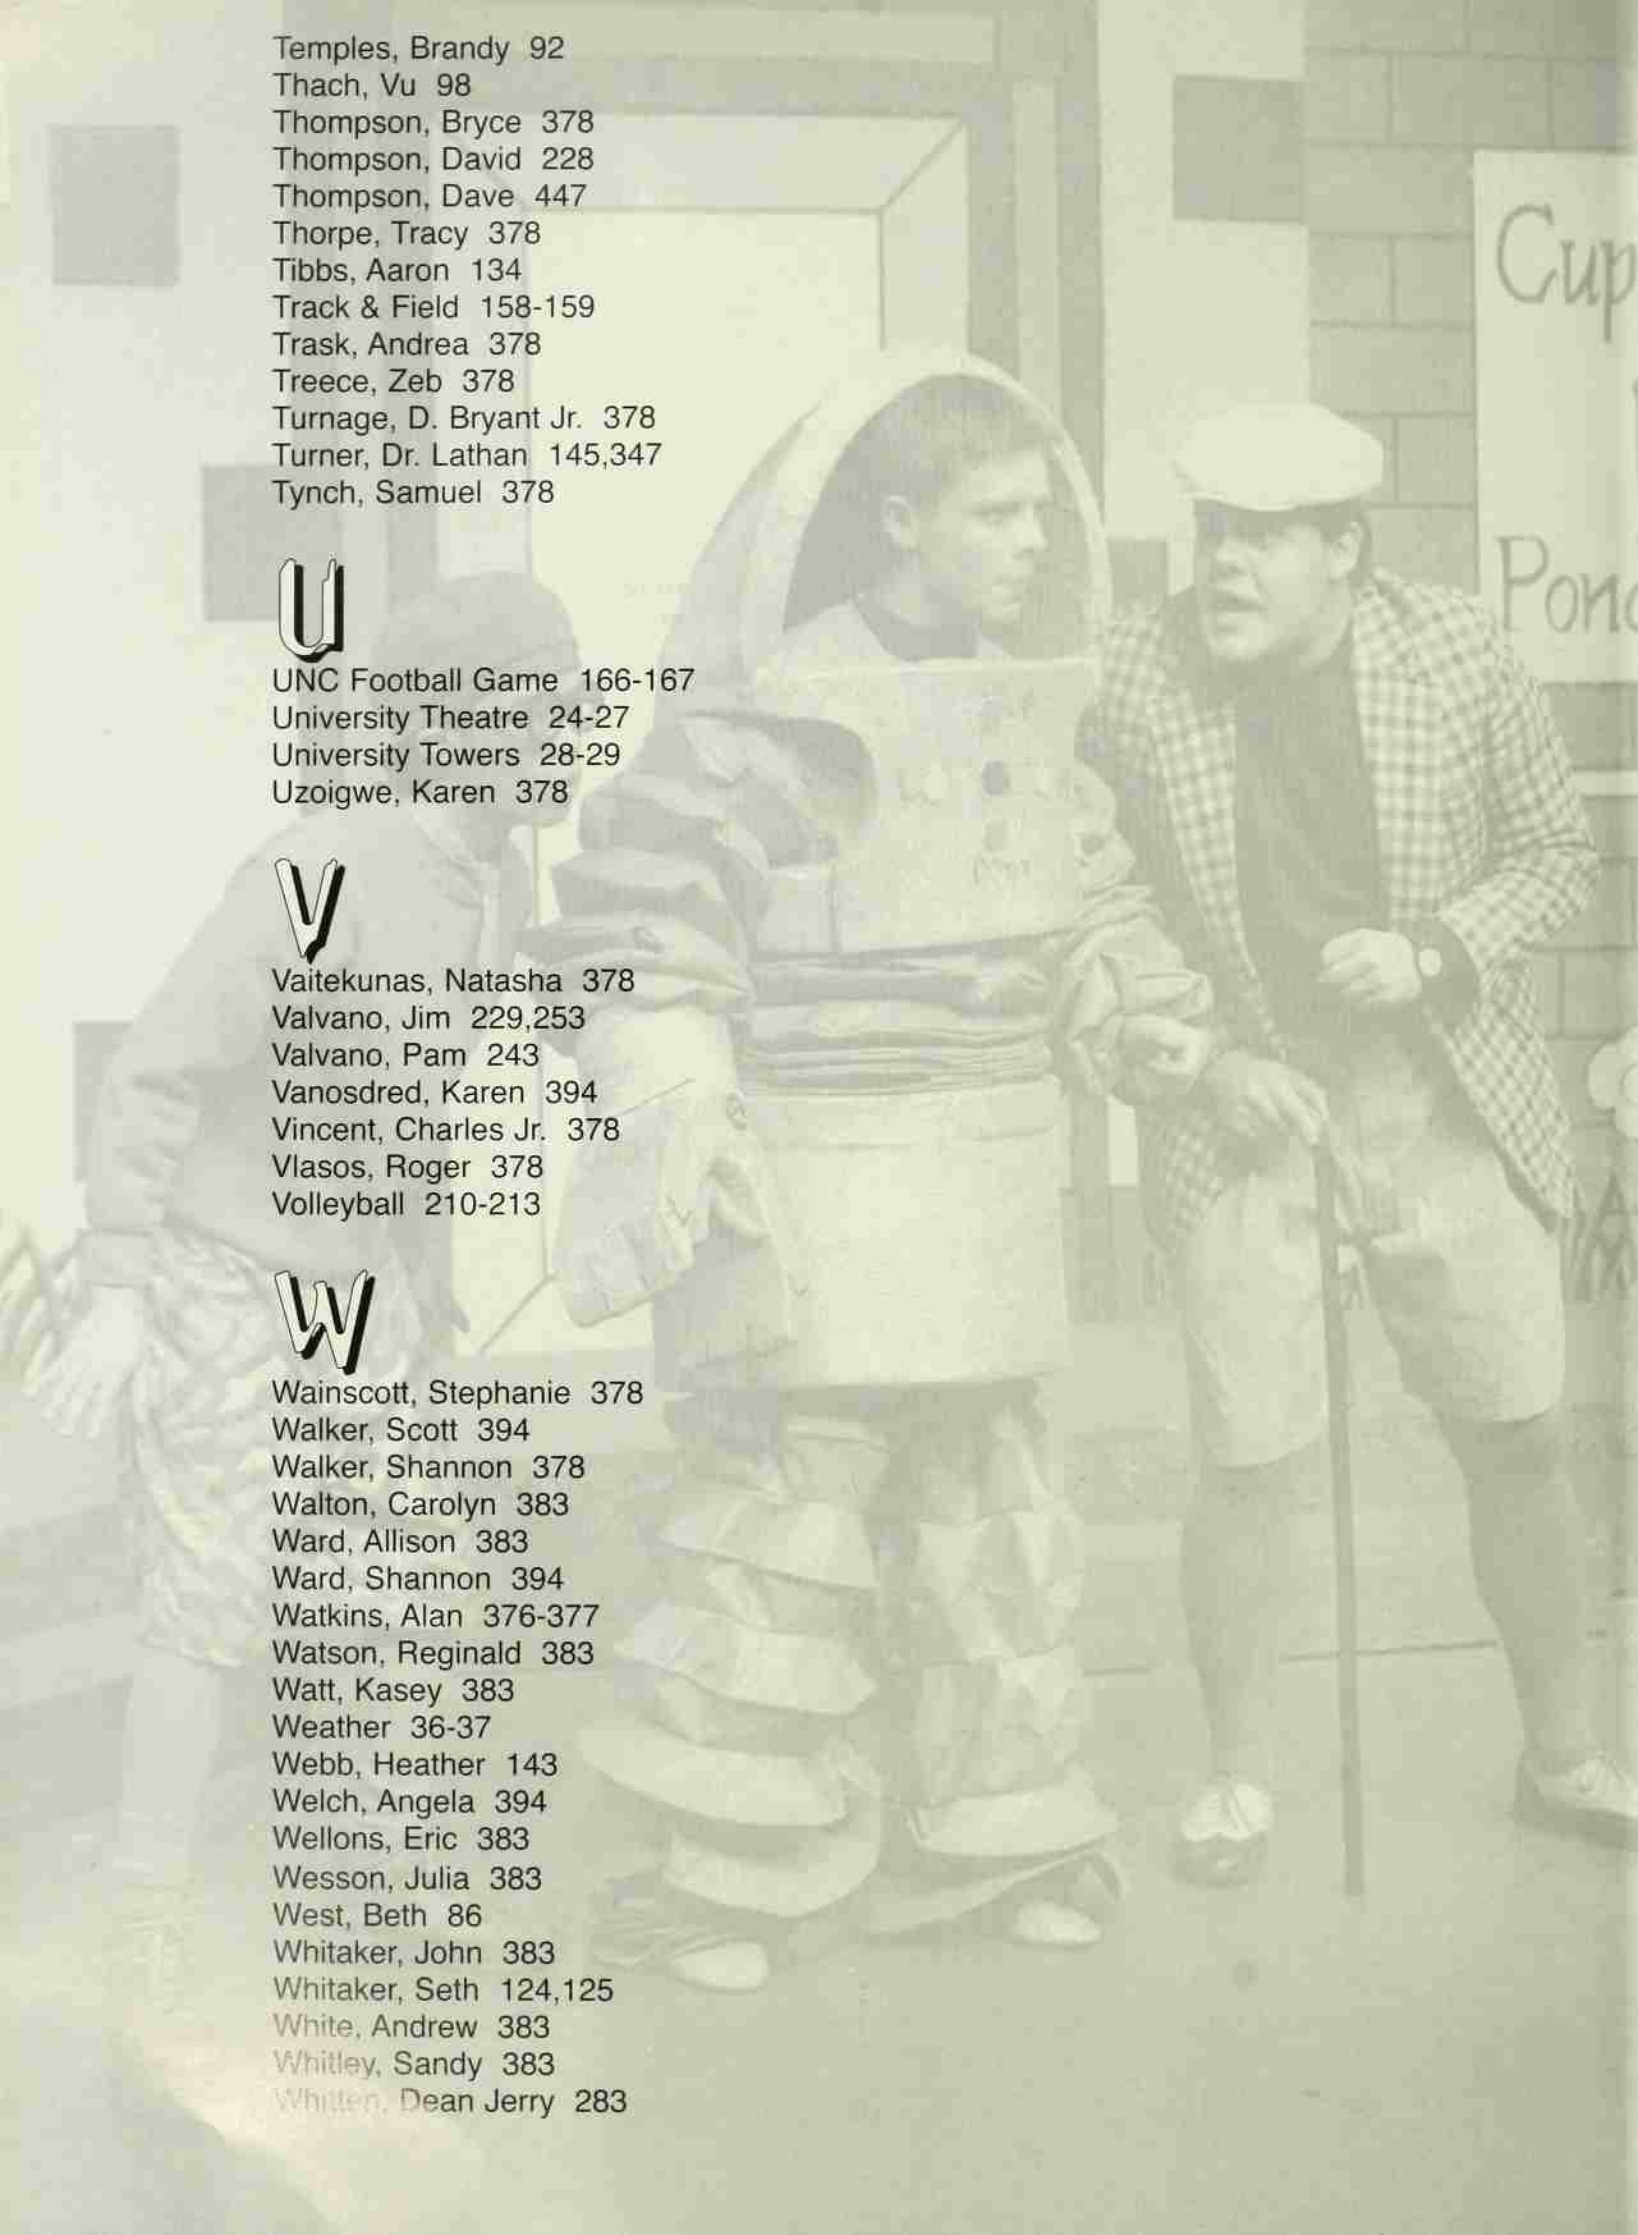 Temples, Brandy 92
Thach, Vu 98
Thompson, Bryce 378
Thompson, David 228
Thompson, Dave 447
Thorpe, Tracy 378
Tibbs, Aaron 134
Track & Field 158-159
Trask, Andrea 378
Treece, Zeb 378
Turnage, D. Bryant Jr. 378
Turner, Dr. Lathan 145,347
Tynch, Samuel 378
U
UNC Football Game 166-167
University Theatre 24-27
University Towers 28-29
Uzoigwe, Karen 378
V
Vaitekunas, Natasha 378
Valvano, Jim 229,253
Valvano, Pam 243
Vanosdred, Karen 394
Vincent, Charles Jr. 378
Vlasos, Roger 378
Volleyball 210-213
W
Wainscott, Stephanie 378
Walker, Scott 394
Walker, Shannon 378
Walton, Carolyn 383
Ward, Allison 383
Ward, Shannon 394
Watkins, Alan 376-377
Watson, Reginald 383
Watt, Kasey 383
Weather 36-37
Webb, Heather 143
Welch, Angela 394
Wellons, Eric 383
Wesson, Julia 383
West, Beth 86
Whitaker, John 383
Whitaker, Seth 124,125
White, Andrew 383
Whitley, Sandy 383
Whitten, Dean Jerry 283
Cup
Pond